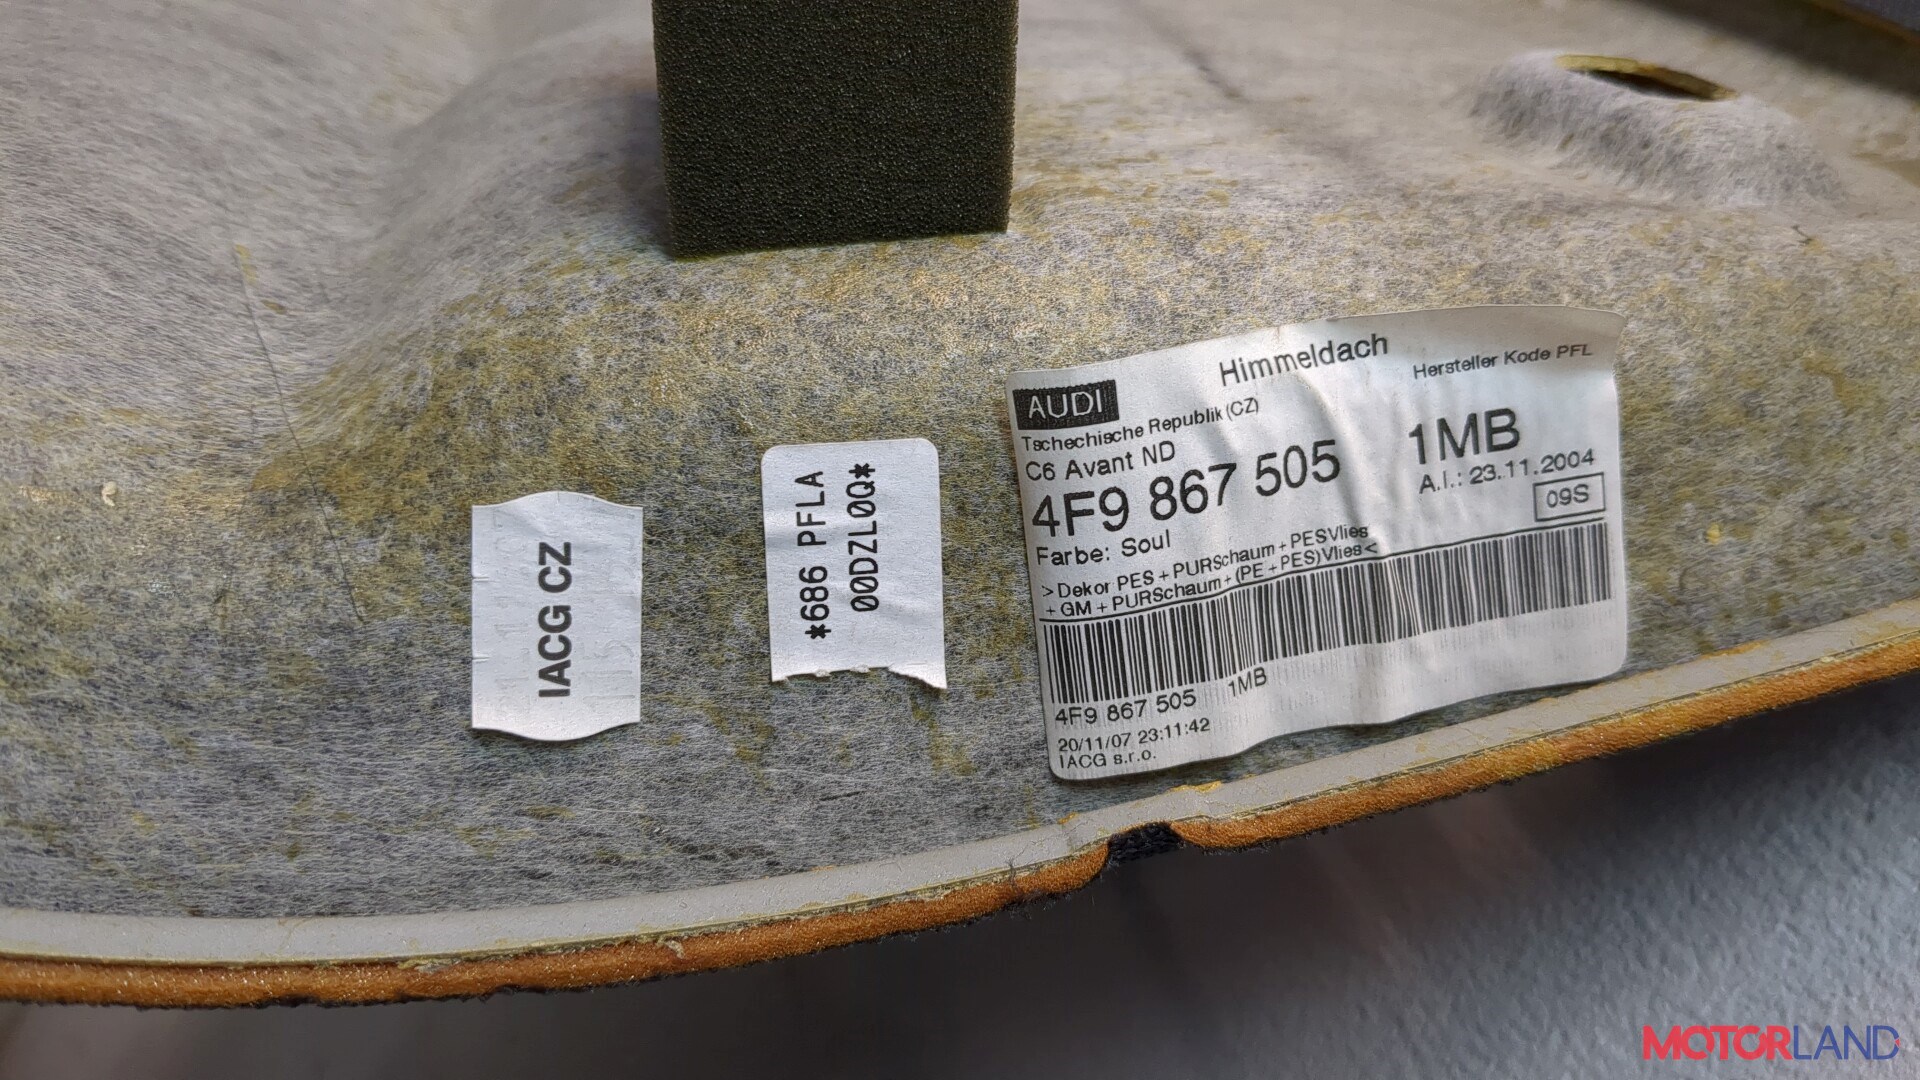 IACG CZ
*686 PFLA
00DZL0Q*
AUDI
Himmeldach
Hersteller Kode PFL
Tschechische Republik (CZ)
C6 Avant ND
4F9 867 505
1MB
A.I.: 23.11.2004
09S
Farbe: Soul
>Dekor PES + PURSchaum + PESVlies
+ GM + PURSchaum + (PE + PES) Vlies<
4F9 867 505 1MB
20/11/07 23:11:42
IACG s.r.o.
MOTORLAND